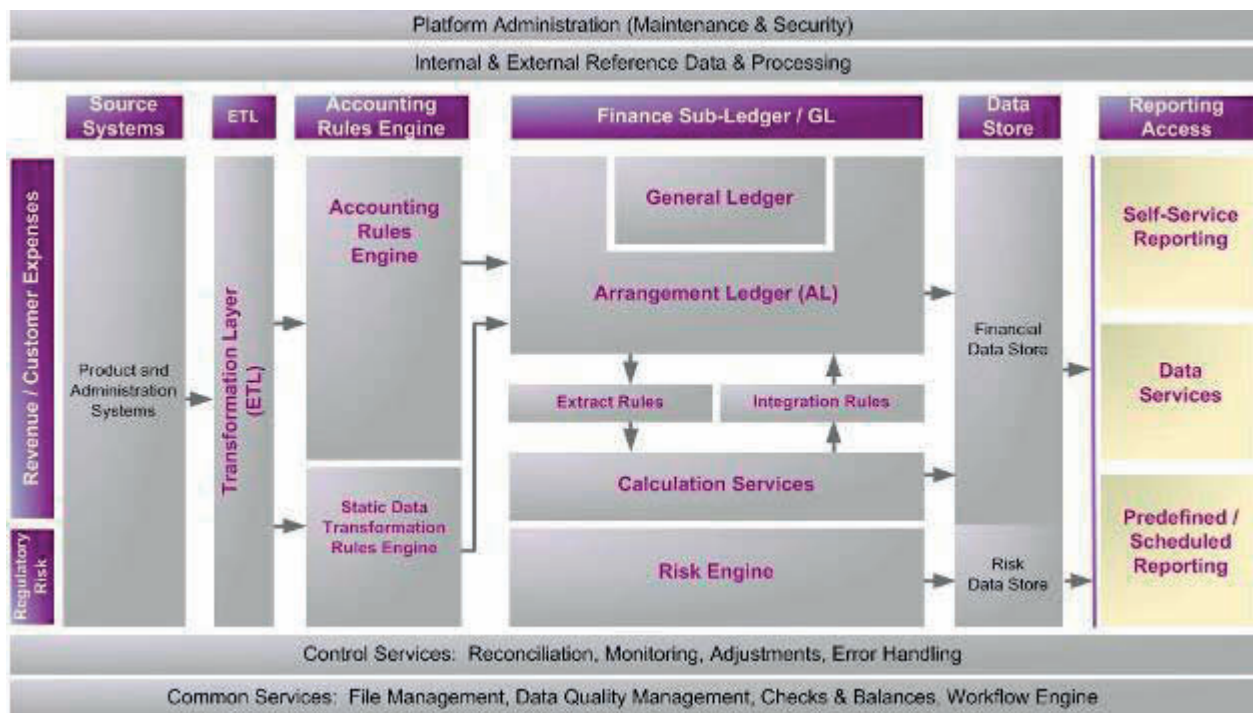 Platform Administration (Maintenance & Security)
Internal & External Reference Data & Processing
Source
Systems
ETL
Accounting
Rules Engine
Finance Sub-Ledger / GL
Data
Store
Reporting
Access
Revenue / Customer Expenses
Regulatory
Risk
Product and
Administration
Systems
Transformation Layer
(ETL)
Accounting
Rules
Engine
Static Data
Transformation
Rules Engine
General Ledger
Arrangement Ledger (AL)
Extract Rules
Integration Rules
Calculation Services
Risk Engine
Financial
Data Store
Risk
Data Store
Self-Service
Reporting
Data
Services
Predefined /
Scheduled
Reporting
Control Services: Reconciliation, Monitoring, Adjustments, Error Handling
Common Services: File Management, Data Quality Management, Checks & Balances, Workflow Engine